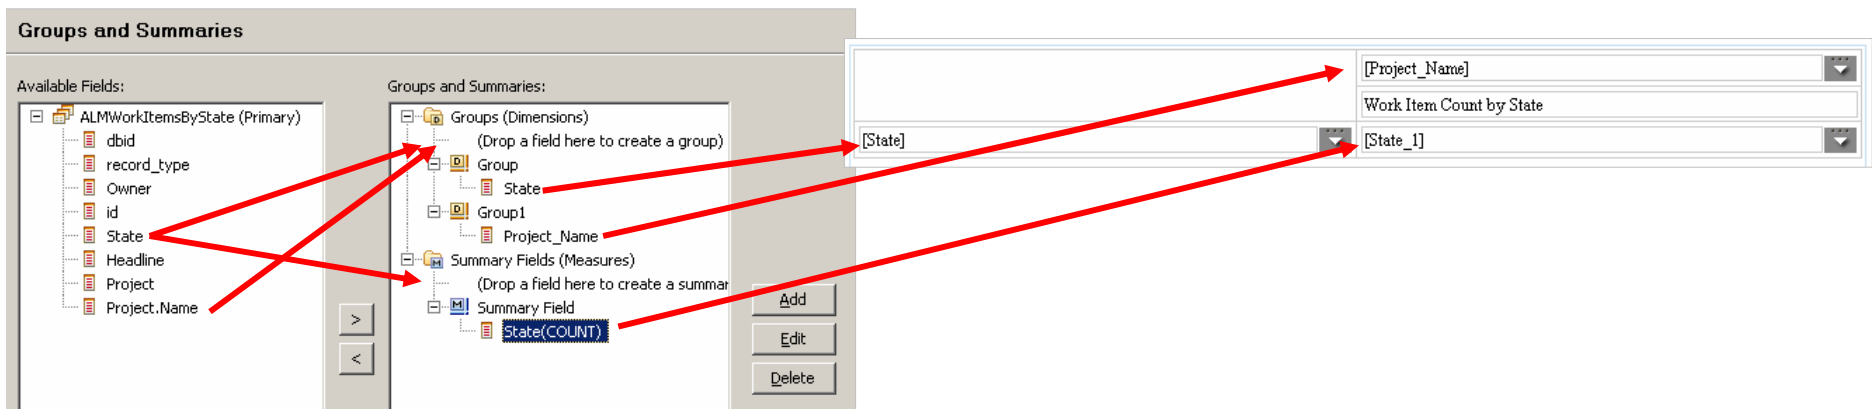 Groups and Summaries
Available Fields:
ALMWorkItemsByState (Primary)
dbid
record_type
Owner
id
State
Headline
Project
Project.Name
>
<
Groups and Summaries:
Groups (Dimensions)
(Drop a field here to create a group)
Group
State
Group1
Project_Name
Summary Fields (Measures)
(Drop a field here to create a summar
Summary Field
State(COUNT)
Add
Edit
Delete
[Project_Name]
Work Item Count by State
[State]
[State_1]